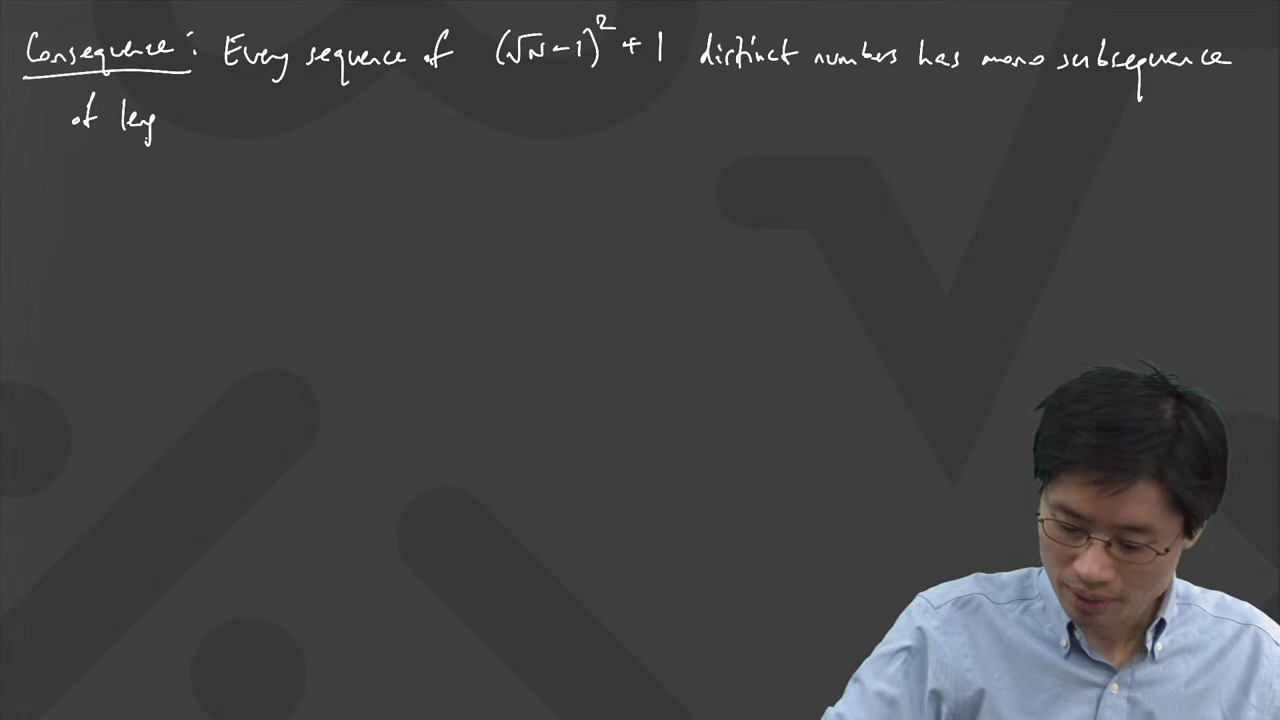 Consequence: Every sequence of (√N-1)² + 1 distinct numbers has mono subsequence
of leng